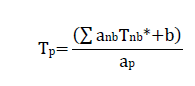 Tp= (∑ anbTnb*+b) / ap